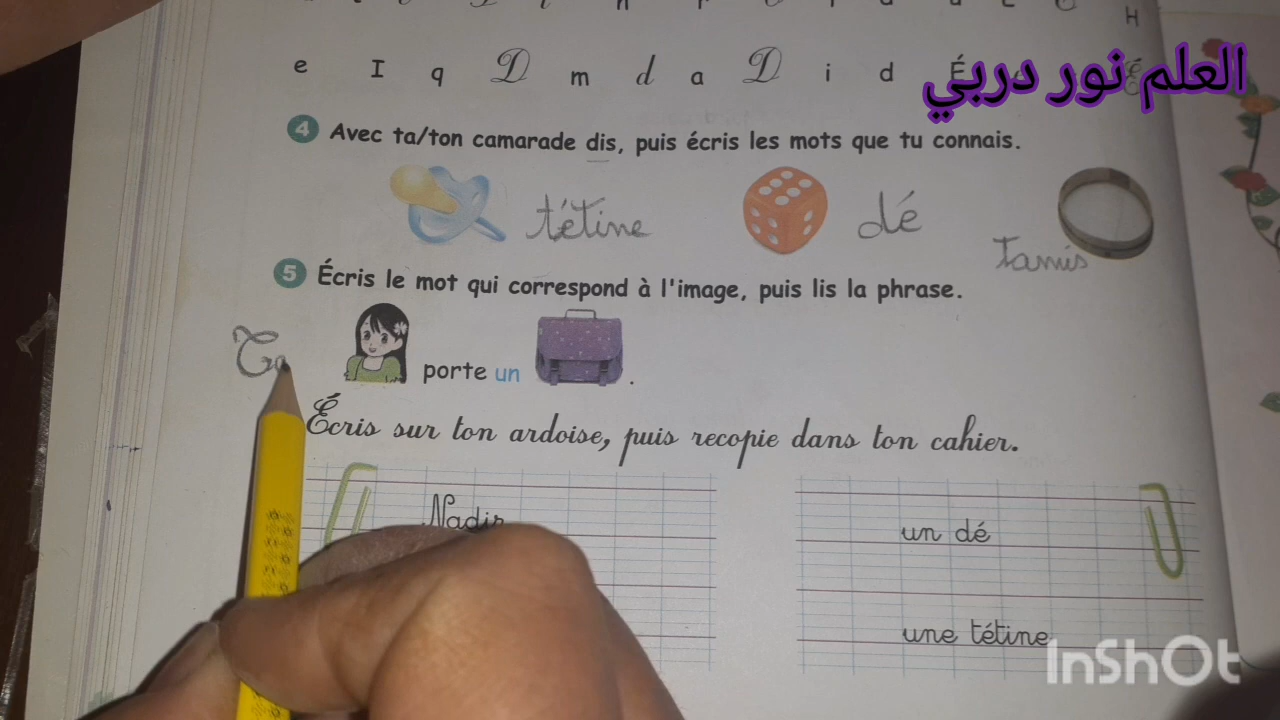 e I q D m d a D i d É
العلم نور دربي
H
4 Avec ta/ton camarade dis, puis écris les mots que tu connais.
tétine dé tamis
5 Écris le mot qui correspond à l'image, puis lis la phrase.
Ta porte un .
Écris sur ton ardoise, puis recopie dans ton cahier.
Nadir un dé
une tétine
InShOt